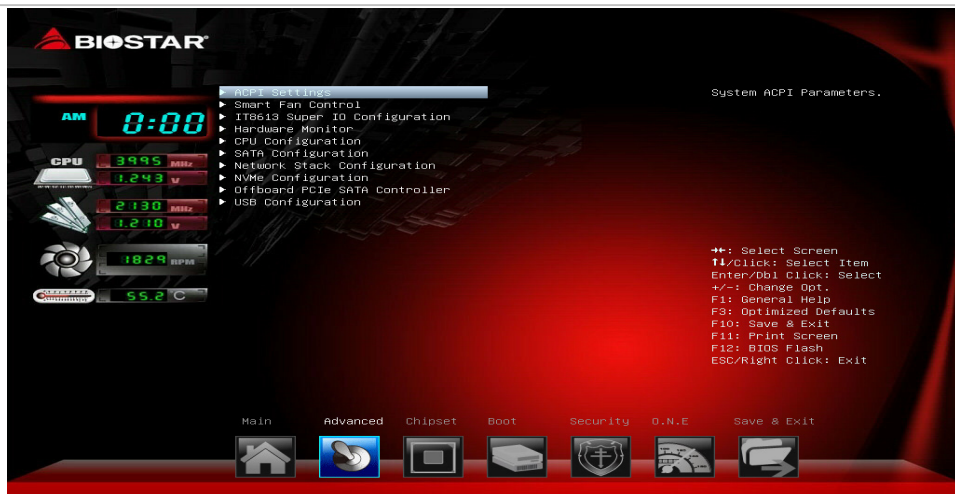 BIOSTAR
AM 0:00
CPU 3995 MHz
1.243 V
2130 MHz
1.210 V
1829 RPM
55.2 C
► ACPI Settings
► Smart Fan Control
► IT8613 Super IO Configuration
► Hardware Monitor
► CPU Configuration
► SATA Configuration
► Network Stack Configuration
► NVMe Configuration
► Offboard PCIe SATA Controller
► USB Configuration
System ACPI Parameters.
→←: Select Screen
↑↓/Click: Select Item
Enter/Dbl Click: Select
+/-: Change Opt.
F1: General Help
F3: Optimized Defaults
F10: Save & Exit
F11: Print Screen
F12: BIOS Flash
ESC/Right Click: Exit
Main Advanced Chipset Boot Security O.N.E Save & Exit